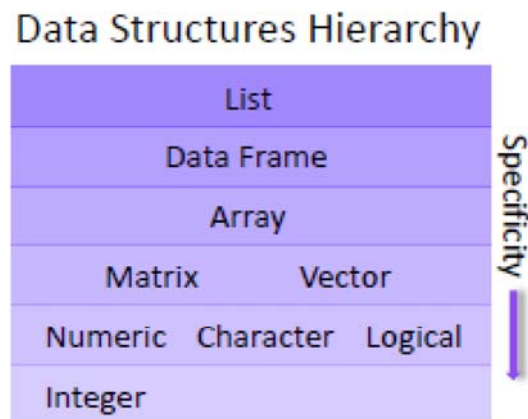 Data Structures Hierarchy
List
Data Frame
Array
Matrix Vector
Numeric Character Logical
Integer
Specificity